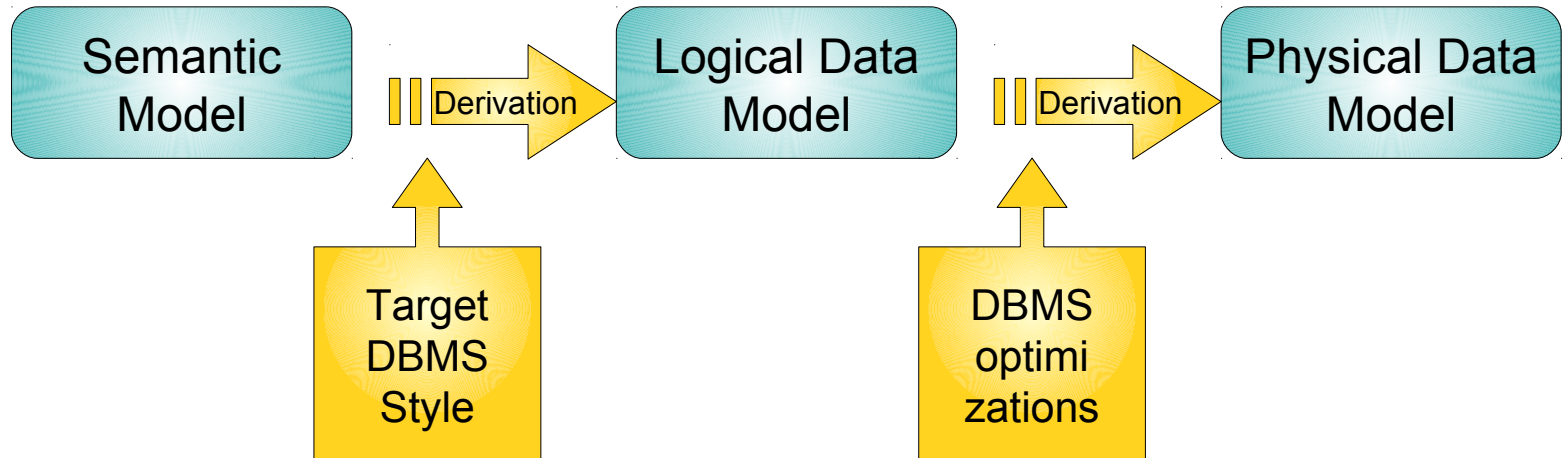 Semantic
Model
Derivation
Logical Data
Model
Derivation
Physical Data
Model
Target
DBMS
Style
DBMS
optimi
zations